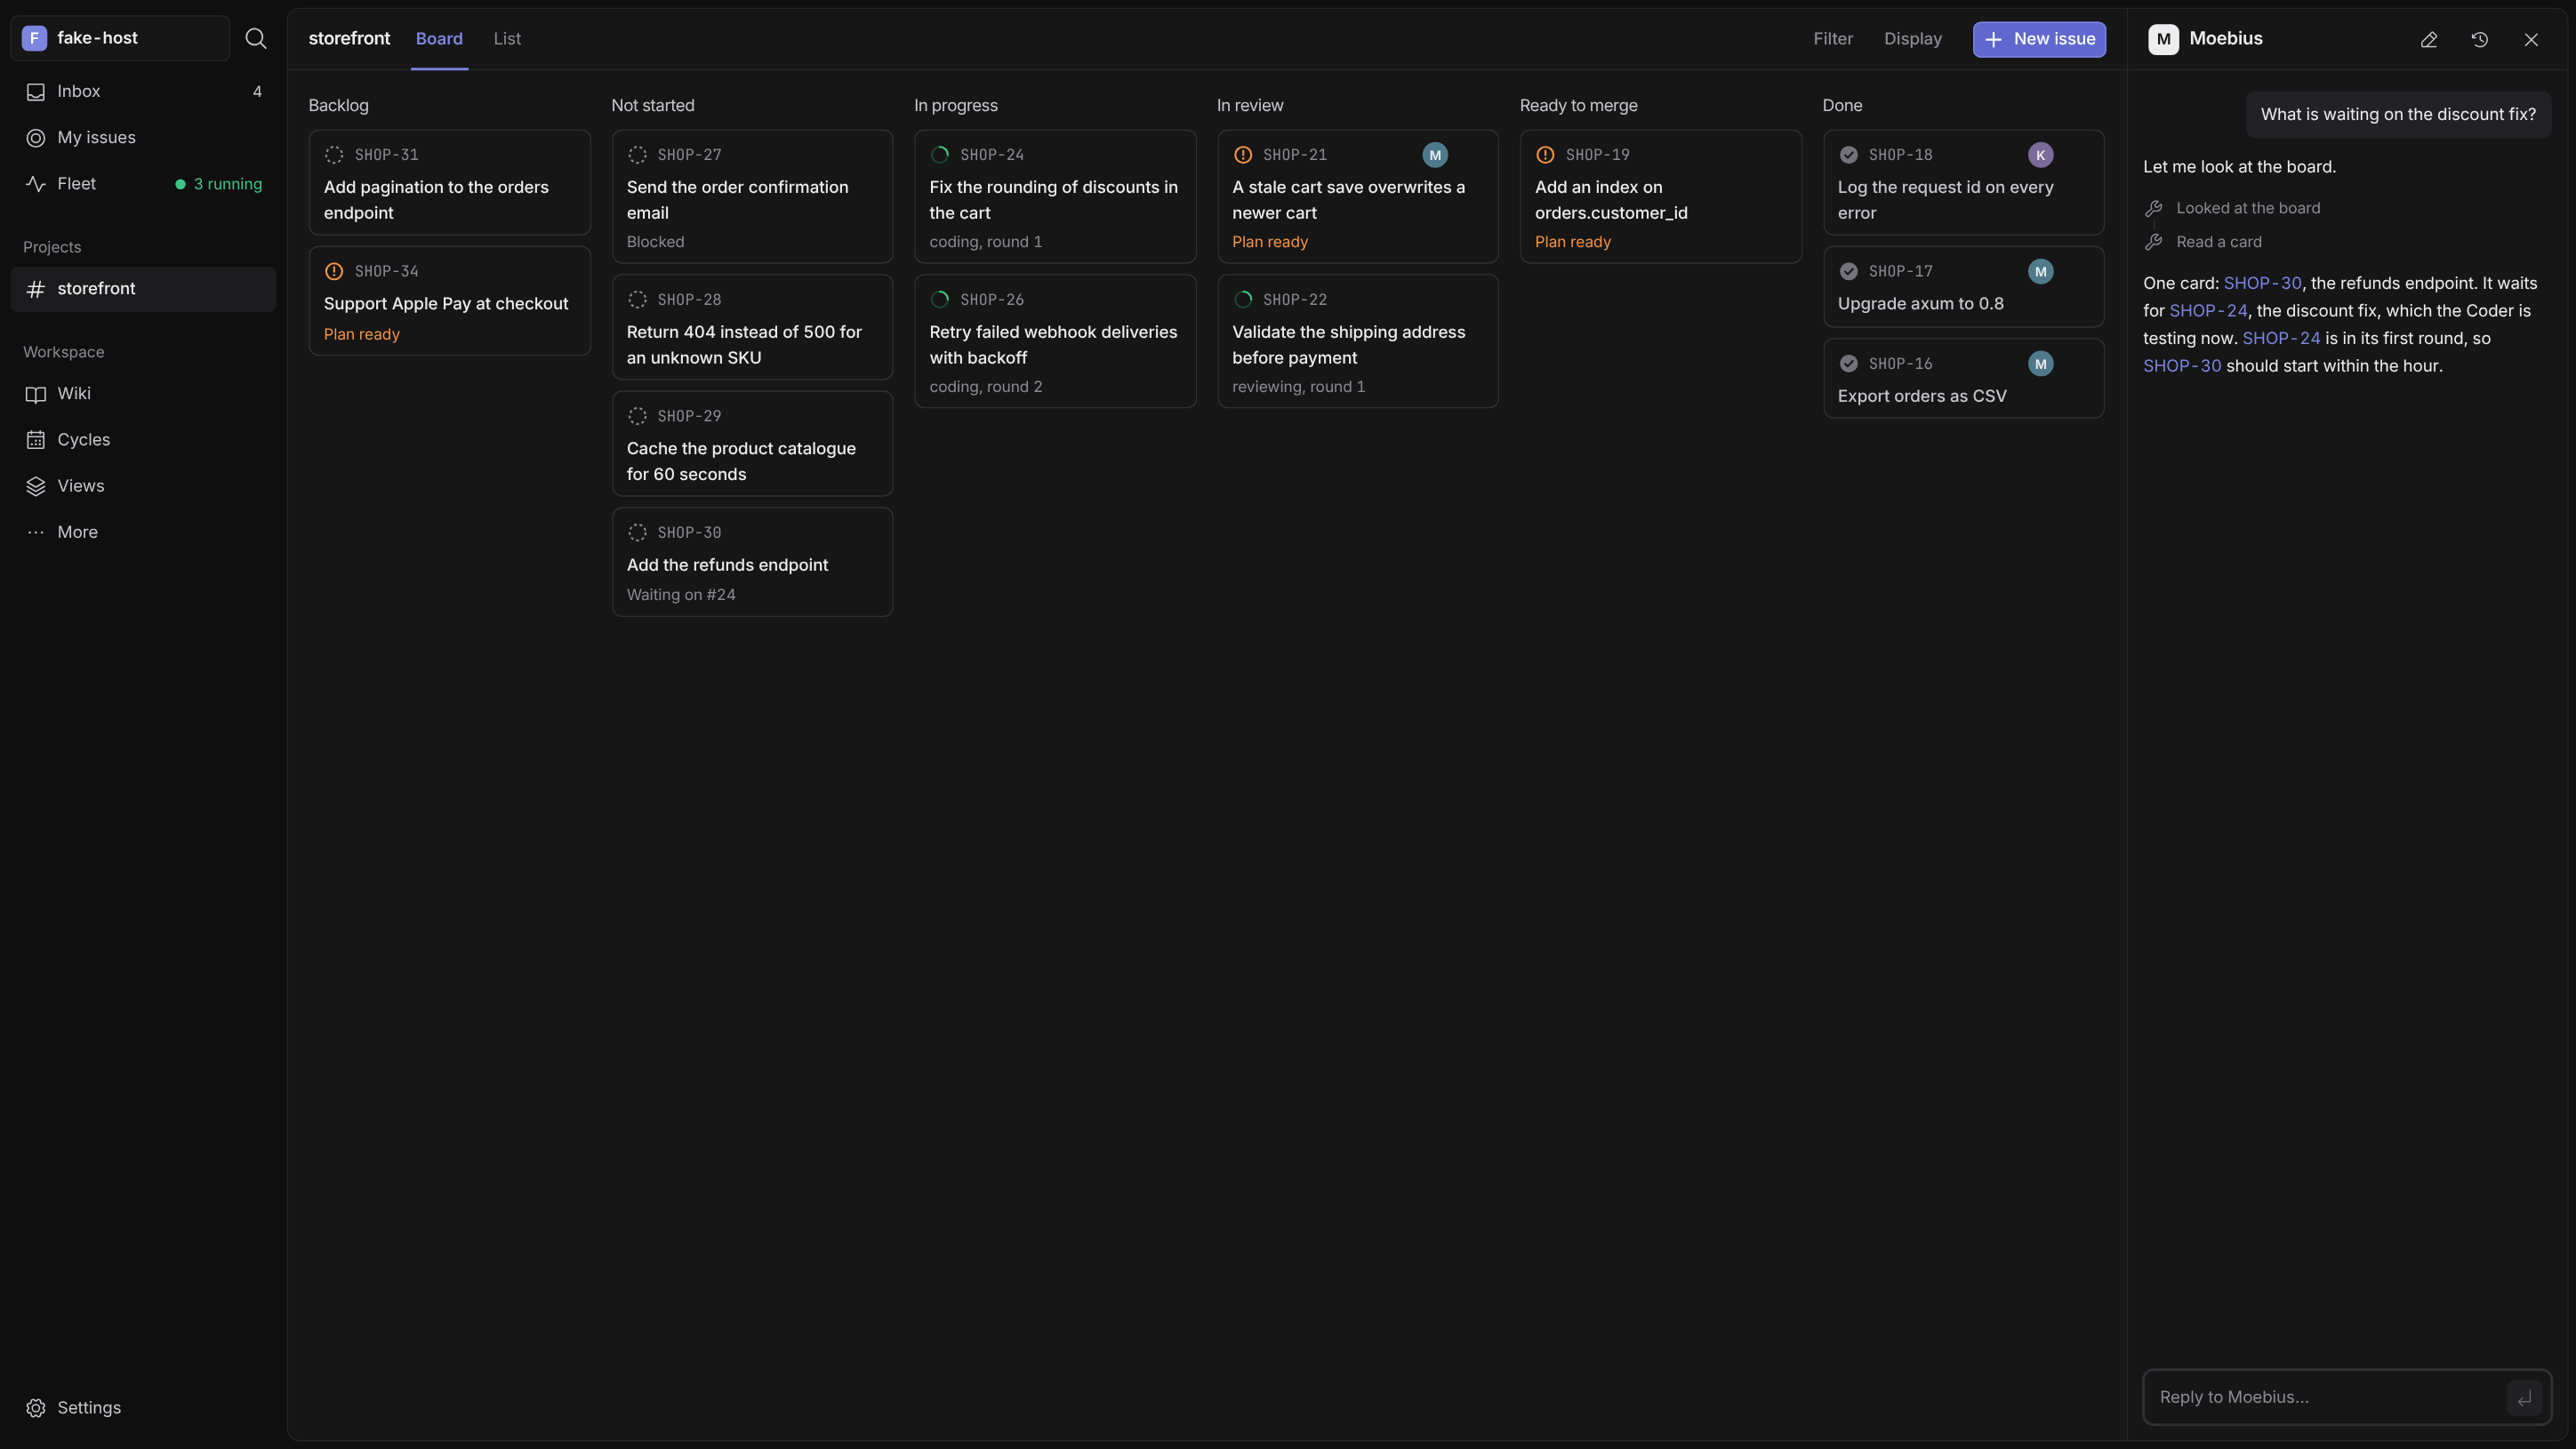 F fake-host
Inbox 4
My issues
Fleet 3 running
Projects
storefront
Workspace
Wiki
Cycles
Views
More
Settings
storefront Board List
Filter Display New issue
Backlog
SHOP-31
Add pagination to the orders
endpoint
SHOP-34
Support Apple Pay at checkout
Plan ready
Not started
SHOP-27
Send the order confirmation
email
Blocked
SHOP-28
Return 404 instead of 500 for
an unknown SKU
SHOP-29
Cache the product catalogue
for 60 seconds
SHOP-30
Add the refunds endpoint
Waiting on #24
In progress
SHOP-24
Fix the rounding of discounts in
the cart
coding, round 1
SHOP-26
Retry failed webhook deliveries
with backoff
coding, round 2
In review
SHOP-21 M
A stale cart save overwrites a
newer cart
Plan ready
SHOP-22
Validate the shipping address
before payment
reviewing, round 1
Ready to merge
SHOP-19
Add an index on
orders.customer_id
Plan ready
Done
SHOP-18 K
Log the request id on every
error
SHOP-17 M
Upgrade axum to 0.8
SHOP-16 M
Export orders as CSV
M Moebius
What is waiting on the discount fix?
Let me look at the board.
Looked at the board
Read a card
One card: SHOP-30, the refunds endpoint. It waits
for SHOP-24, the discount fix, which the Coder is
testing now. SHOP-24 is in its first round, so
SHOP-30 should start within the hour.
Reply to Moebius...